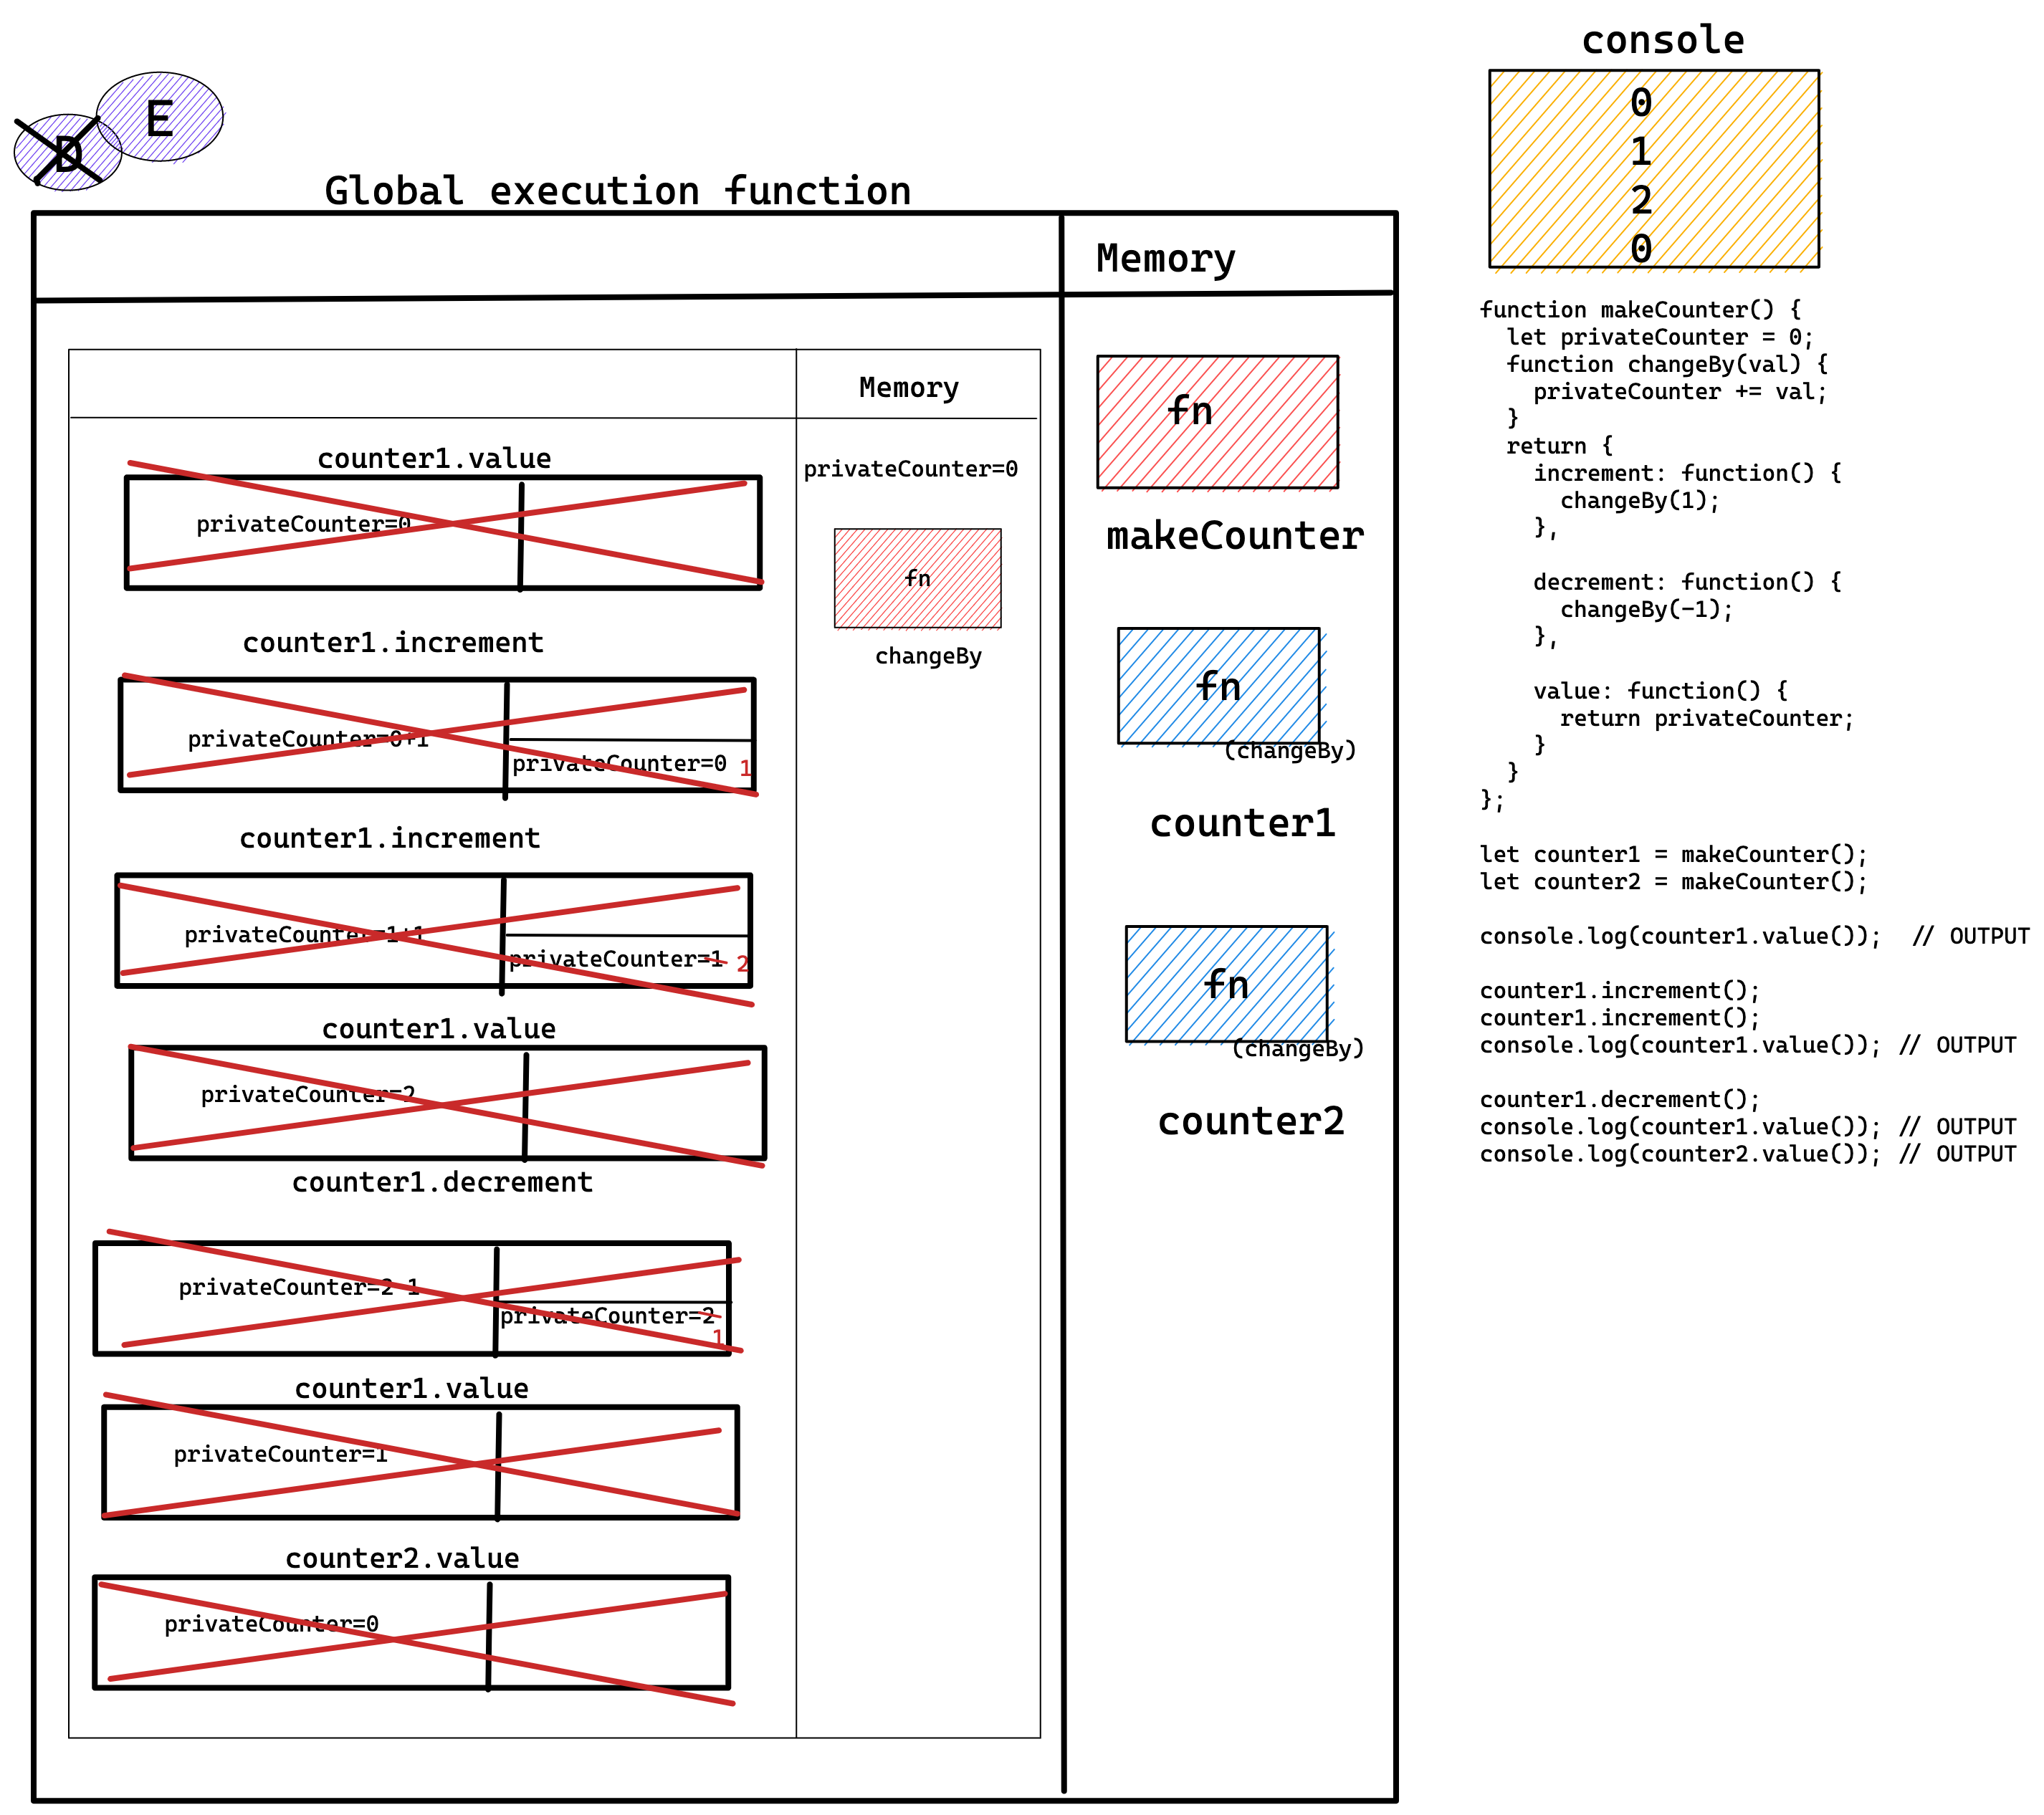 console
0
1
2
0
E
D
Global execution function
Memory
Memory
counter1.value
privateCounter=0
counter1.increment
privateCounter=0+1
privateCounter=0 1
counter1.increment
privateCounter=1+1
privateCounter=1 2
counter1.value
privateCounter=2
counter1.decrement
privateCounter=2-1
privateCounter=2
1
counter1.value
privateCounter=1
counter2.value
privateCounter=0
privateCounter=0
fn
changeBy
fn
makeCounter
fn
(changeBy)
counter1
fn
(changeBy)
counter2
function makeCounter() {
  let privateCounter = 0;
  function changeBy(val) {
    privateCounter += val;
  }
  return {
    increment: function() {
      changeBy(1);
    },

    decrement: function() {
      changeBy(-1);
    },

    value: function() {
      return privateCounter;
    }
  }
};

let counter1 = makeCounter();
let counter2 = makeCounter();

console.log(counter1.value());  // OUTPUT

counter1.increment();
counter1.increment();
console.log(counter1.value()); // OUTPUT

counter1.decrement();
console.log(counter1.value()); // OUTPUT
console.log(counter2.value()); // OUTPUT